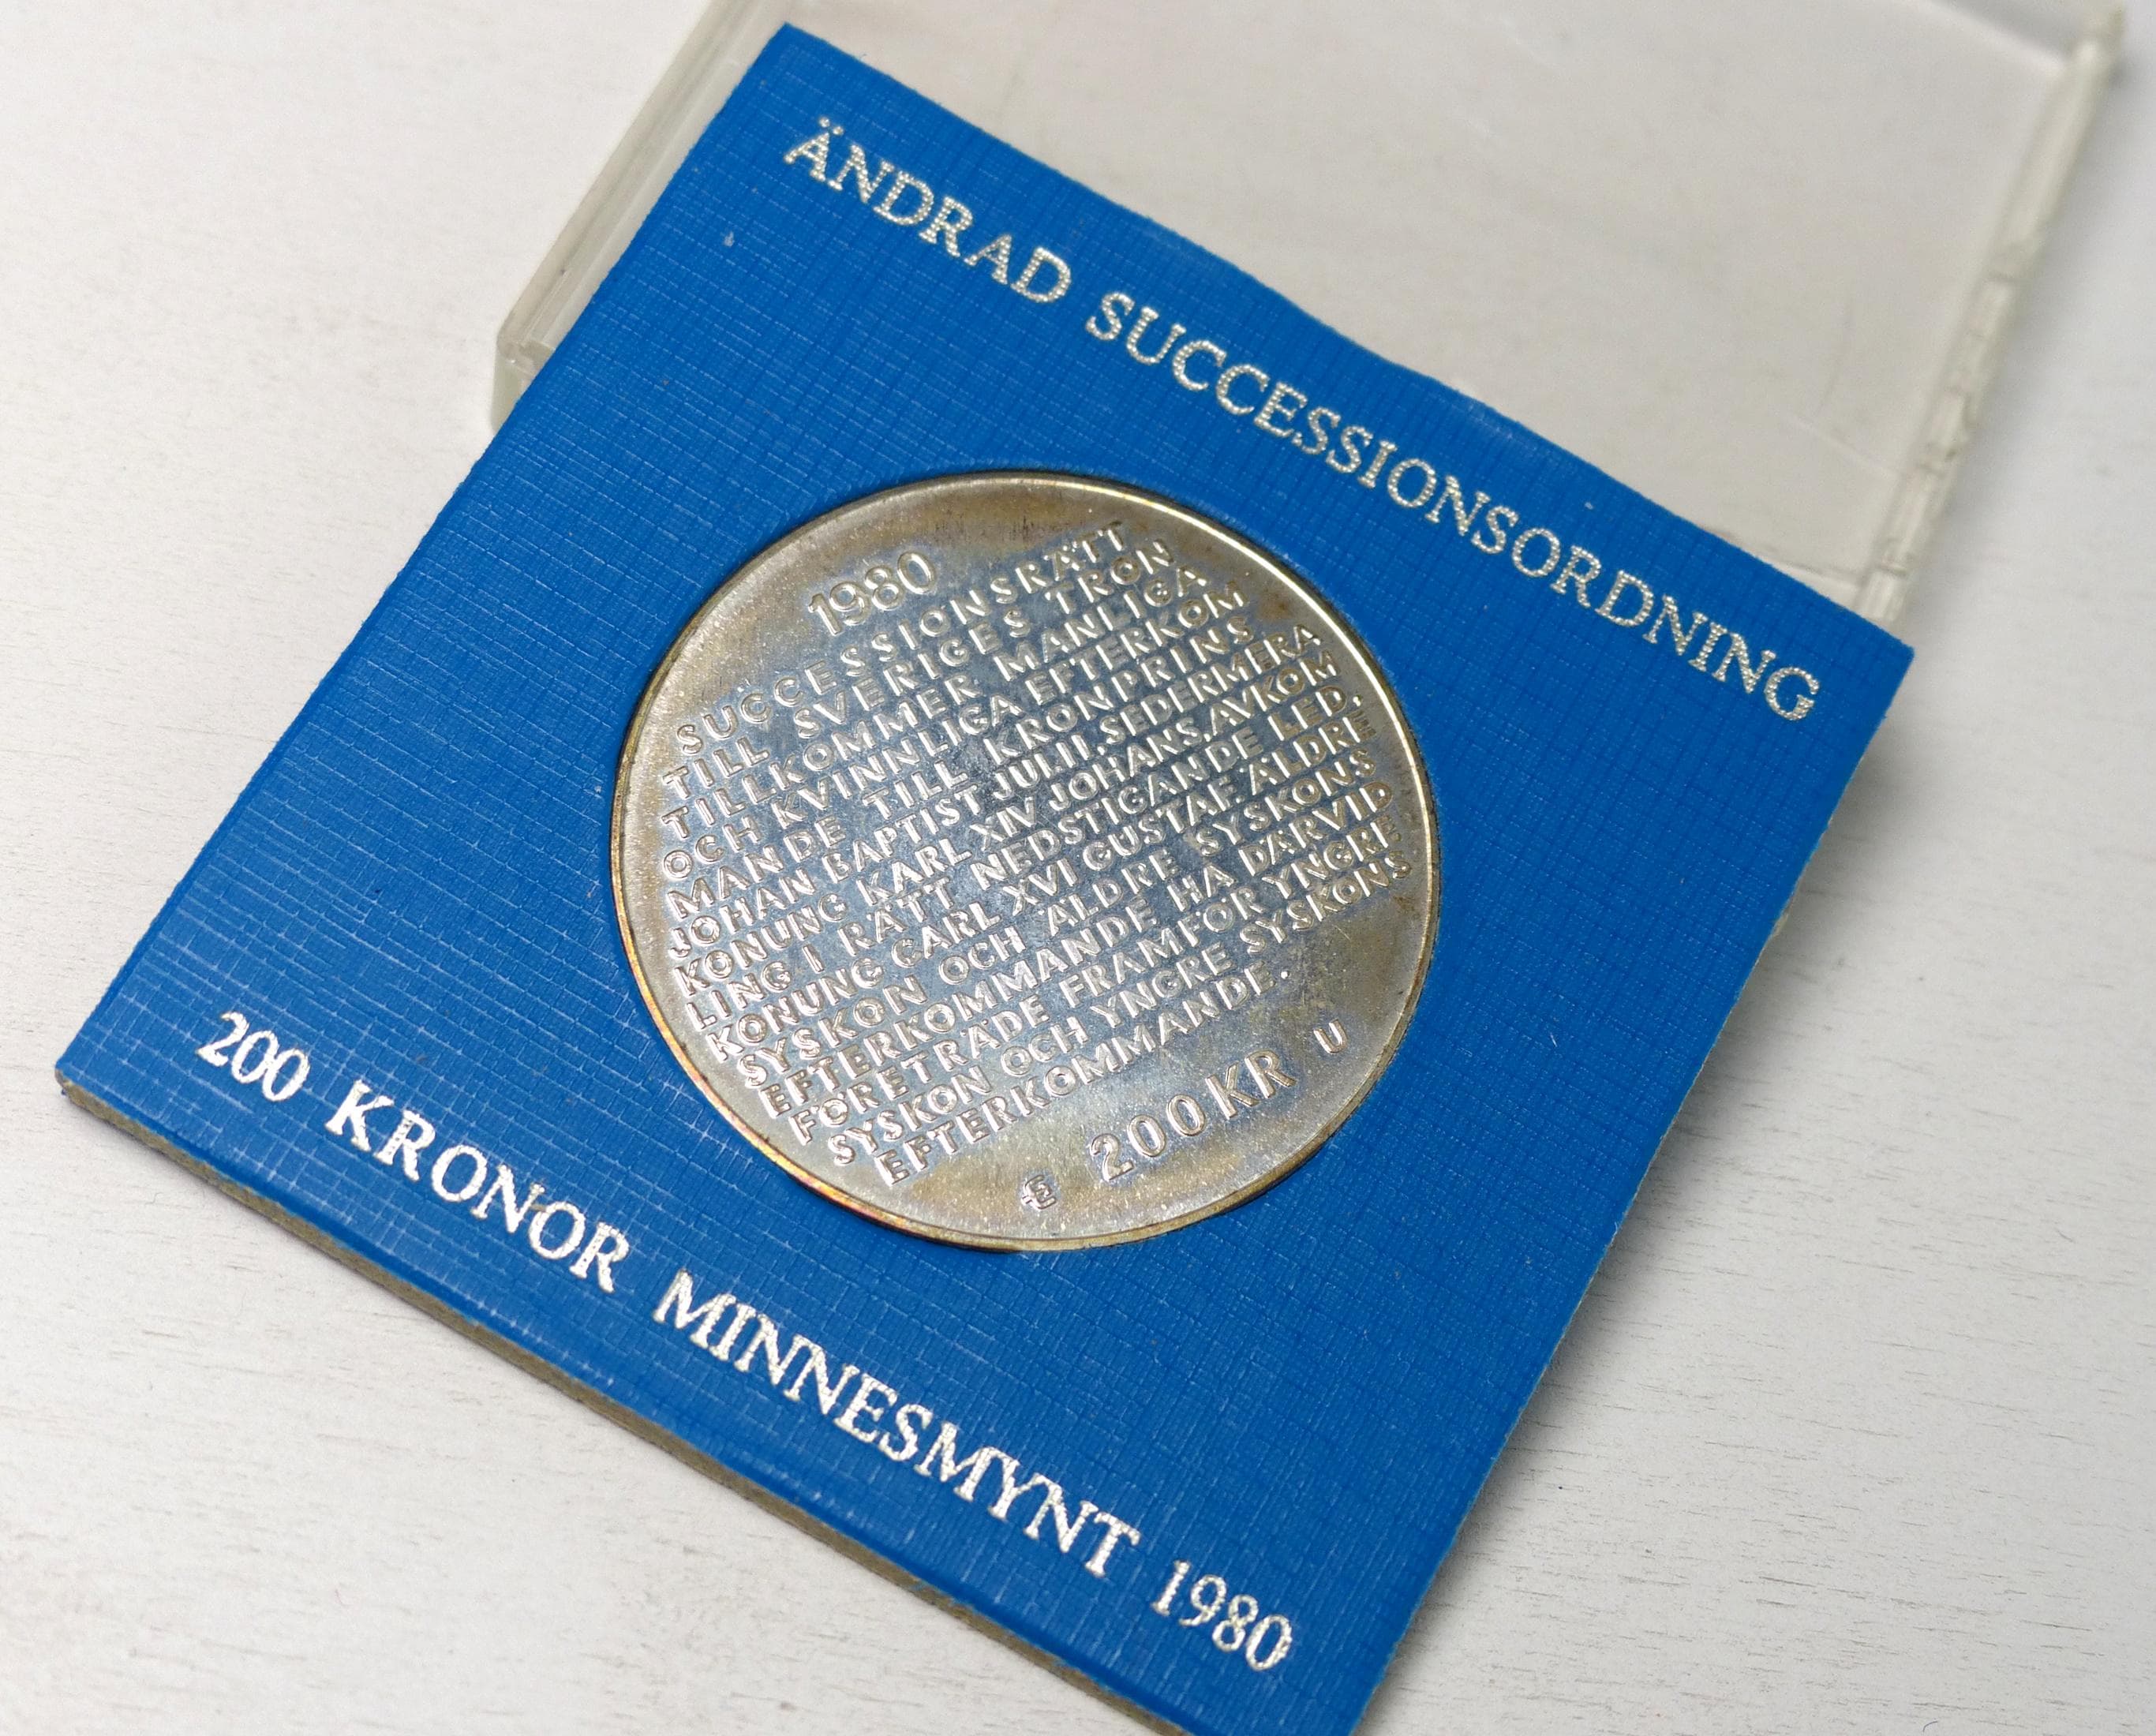 ÄNDRAD SUCCESSIONSORDNING
1980
SUCCESSIONSRÄTT
TILL SVERIGES TRON
TILLKOMMER MANLIGA
OCH KVINNLIGA EFTERKOM
MANDE TILL KRONPRINS
JOHAN BAPTIST JULII, SEDERMERA
KONUNG KARL XIV JOHANS, AVKOM
LING I RÄTT NEDSTIGANDE LED.
KONUNG CARL XVI GUSTAF. ÄLDRE
SYSKON OCH ÄLDRE SYSKONS
EFTERKOMMANDE HA DÄRVID
FÖRETRÄDE FRAMFÖR YNGRE
SYSKON OCH YNGRE SYSKONS
EFTERKOMMANDE.
200 KR U
200 KRONOR MINNESMYNT 1980